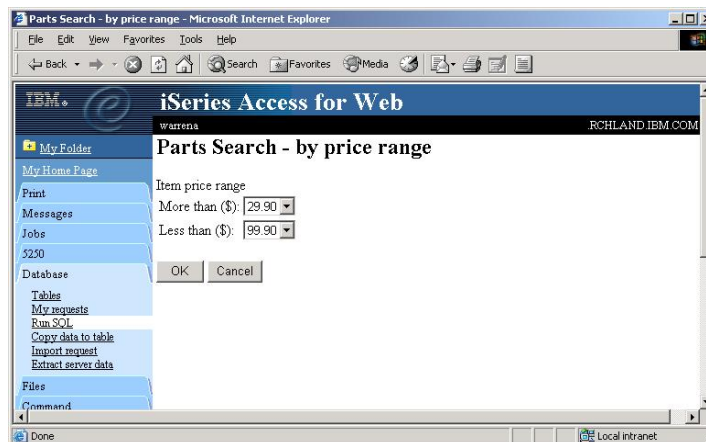 Parts Search - by price range - Microsoft Internet Explorer
File Edit View Favorites Tools Help
Back Search Favorites Media
IBM. iSeries Access for Web
warrena .RCHLAND.IBM.COM
My Folder
My Home Page
Print
Messages
Jobs
5250
Database
Tables
My requests
Run SQL
Copy data to table
Import request
Extract server data
Files
Command
Parts Search - by price range
Item price range
More than ($): 29.90
Less than ($): 99.90
OK Cancel
Done Local intranet